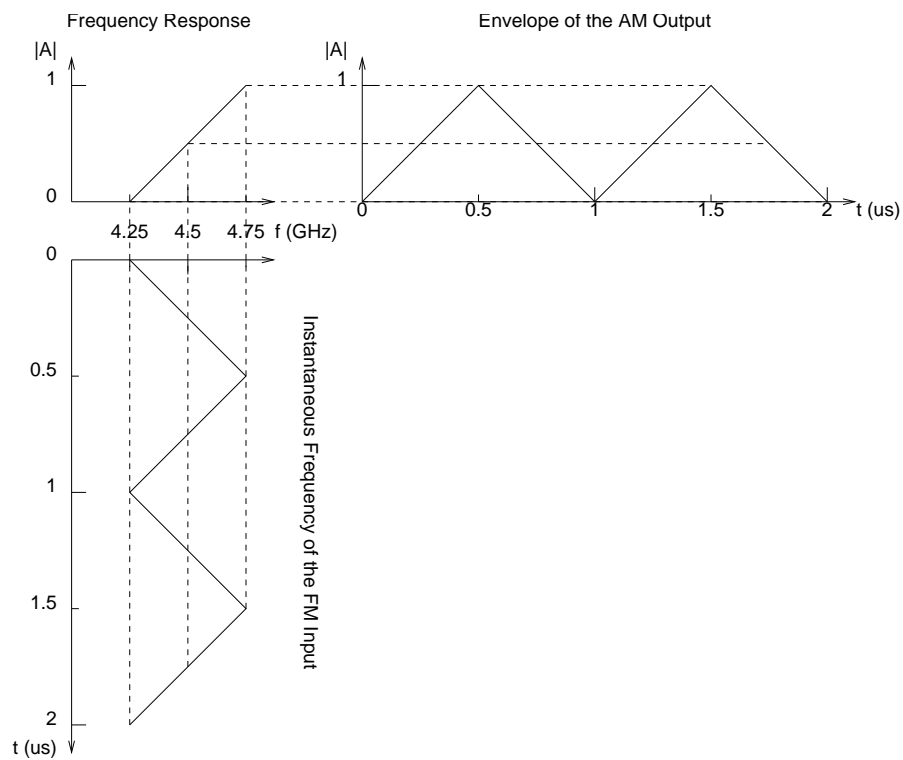 Frequency Response
Envelope of the AM Output
|A|
|A|
1
1
0
0 0.5 1 1.5 2 t (us)
4.25 4.5 4.75 f (GHz)
0
0.5
1
1.5
2
t (us)
Instantaneous Frequency of the FM Input